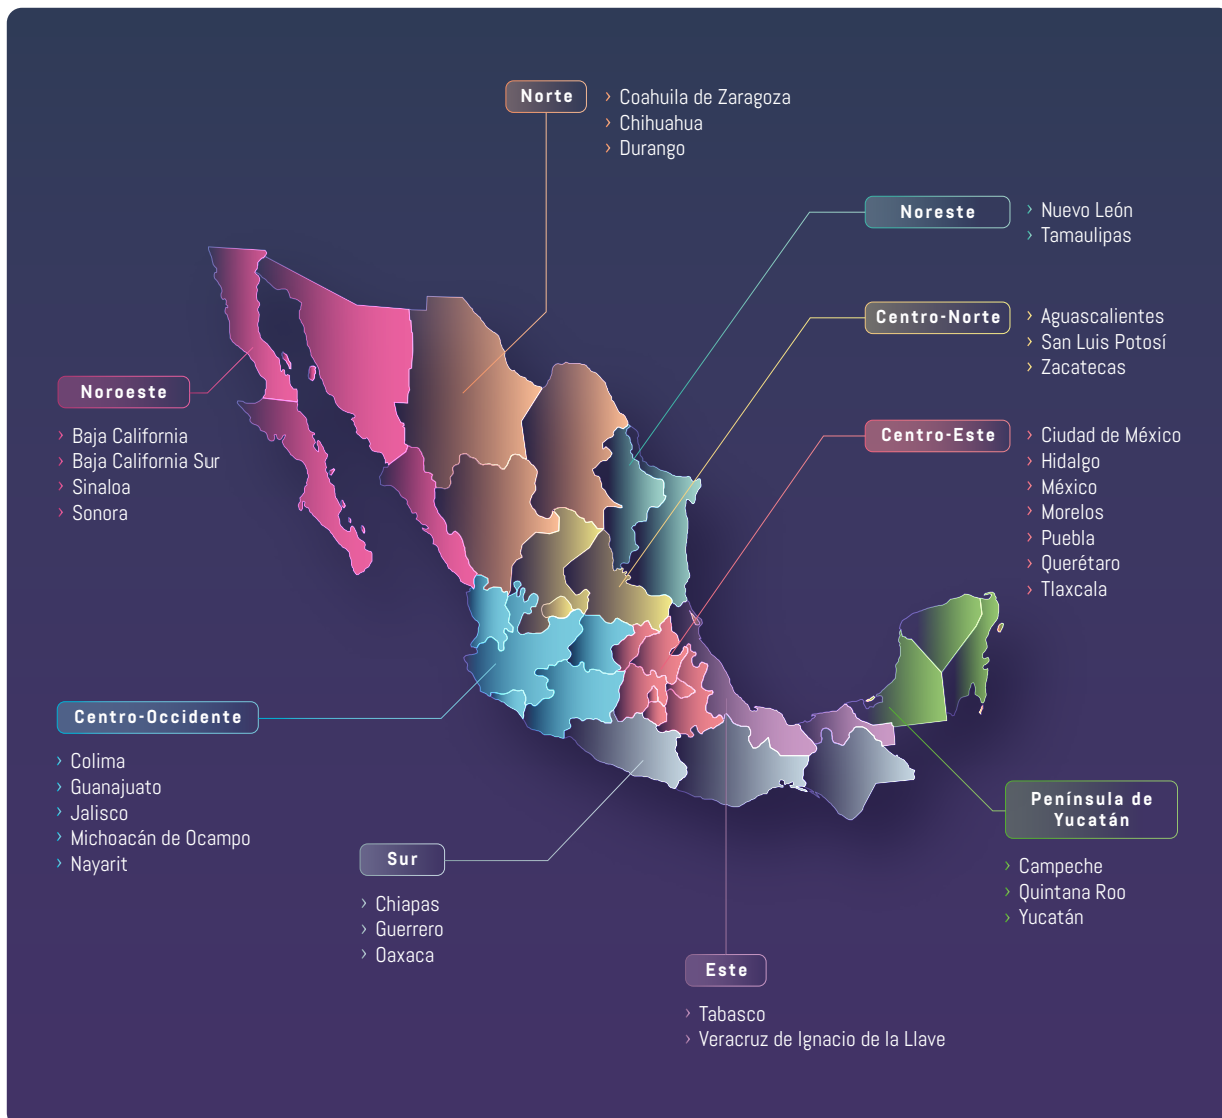 Norte
Coahuila de Zaragoza
Chihuahua
Durango
Noreste
Nuevo León
Tamaulipas
Centro-Norte
Aguascalientes
San Luis Potosí
Zacatecas
Noroeste
Baja California
Baja California Sur
Sinaloa
Sonora
Centro-Este
Ciudad de México
Hidalgo
México
Morelos
Puebla
Querétaro
Tlaxcala
Centro-Occidente
Colima
Guanajuato
Jalisco
Michoacán de Ocampo
Nayarit
Sur
Chiapas
Guerrero
Oaxaca
Península de
Yucatán
Campeche
Quintana Roo
Yucatán
Este
Tabasco
Veracruz de Ignacio de la Llave